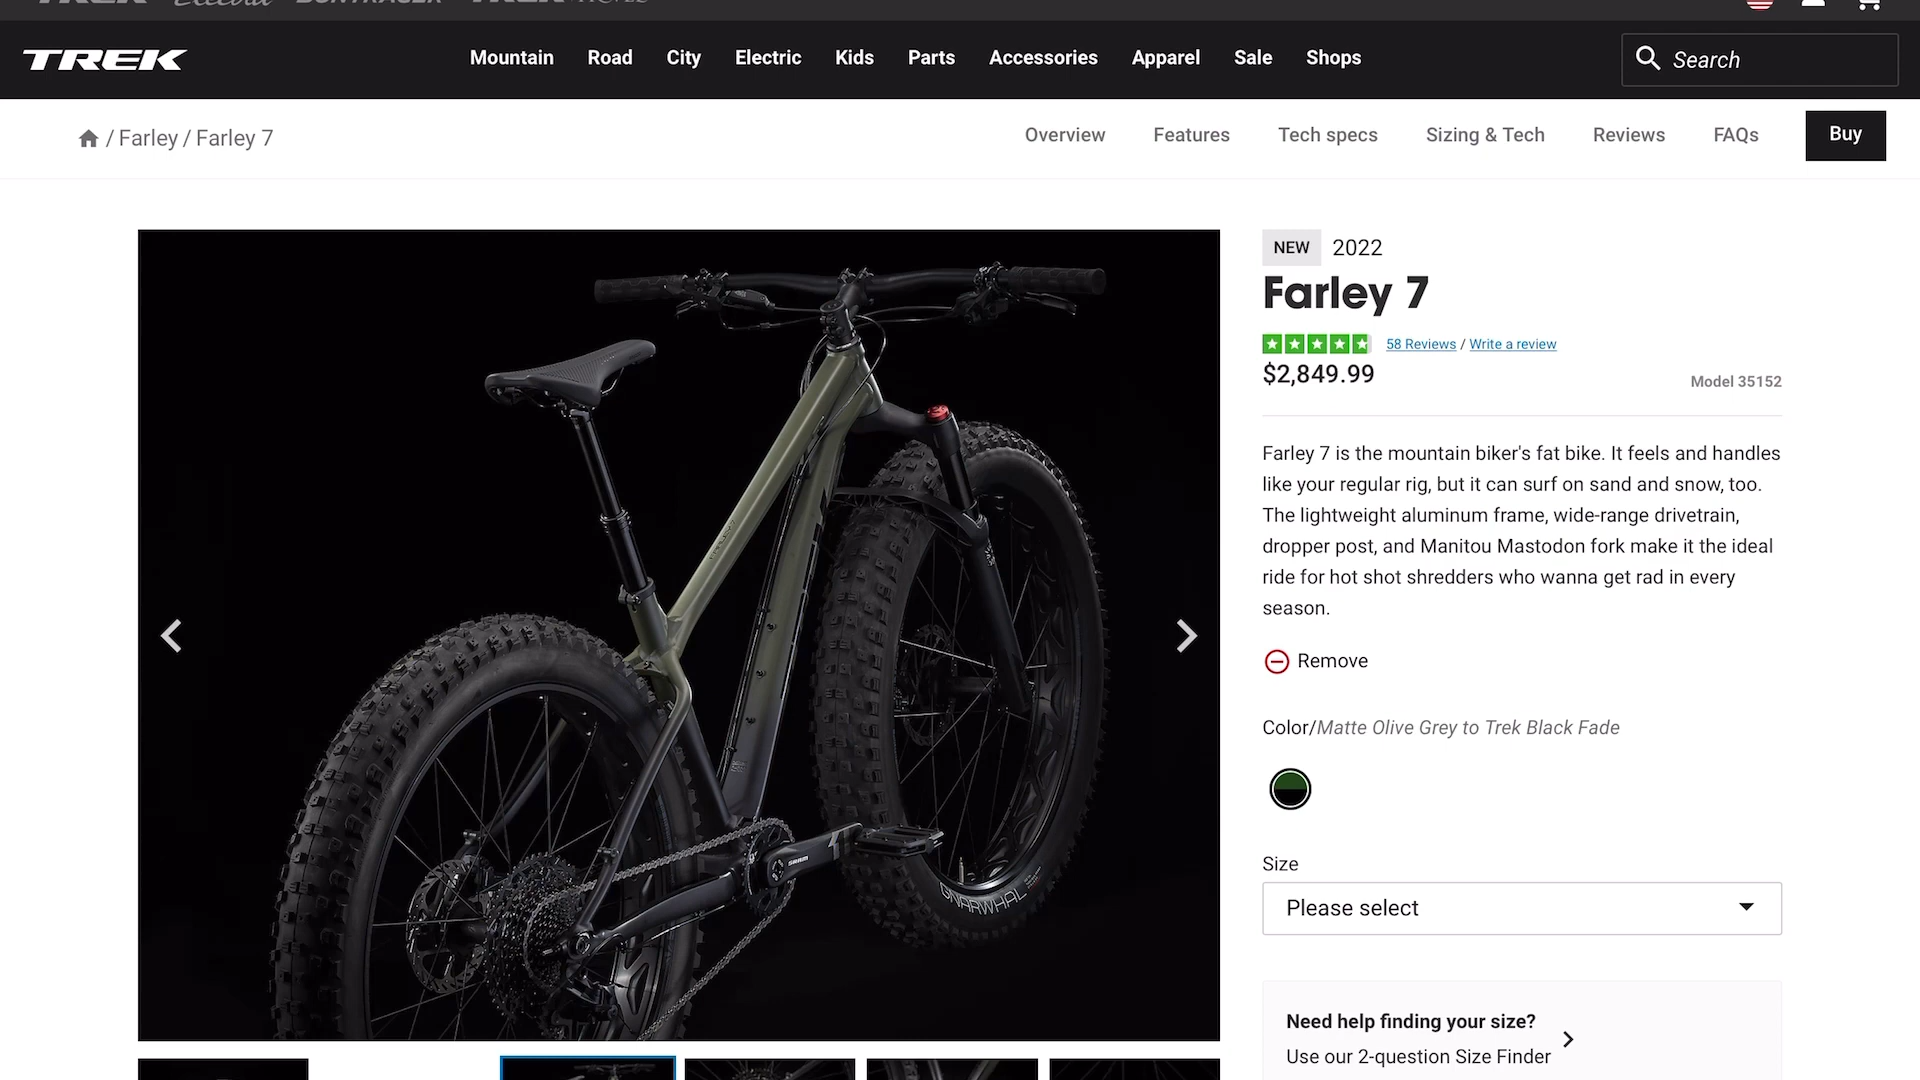 TREK
Mountain Road City Electric Kids Parts Accessories Apparel Sale Shops
Search
/ Farley / Farley 7
Overview Features Tech specs Sizing & Tech Reviews FAQs Buy
NEW 2022
Farley 7
58 Reviews / Write a review
$2,849.99
Model 35152
Farley 7 is the mountain biker's fat bike. It feels and handles
like your regular rig, but it can surf on sand and snow, too.
The lightweight aluminum frame, wide-range drivetrain,
dropper post, and Manitou Mastodon fork make it the ideal
ride for hot shot shredders who wanna get rad in every
season.
Remove
Color/Matte Olive Grey to Trek Black Fade
Size
Please select
Need help finding your size?
Use our 2-question Size Finder
SRAM
GNARWHAL